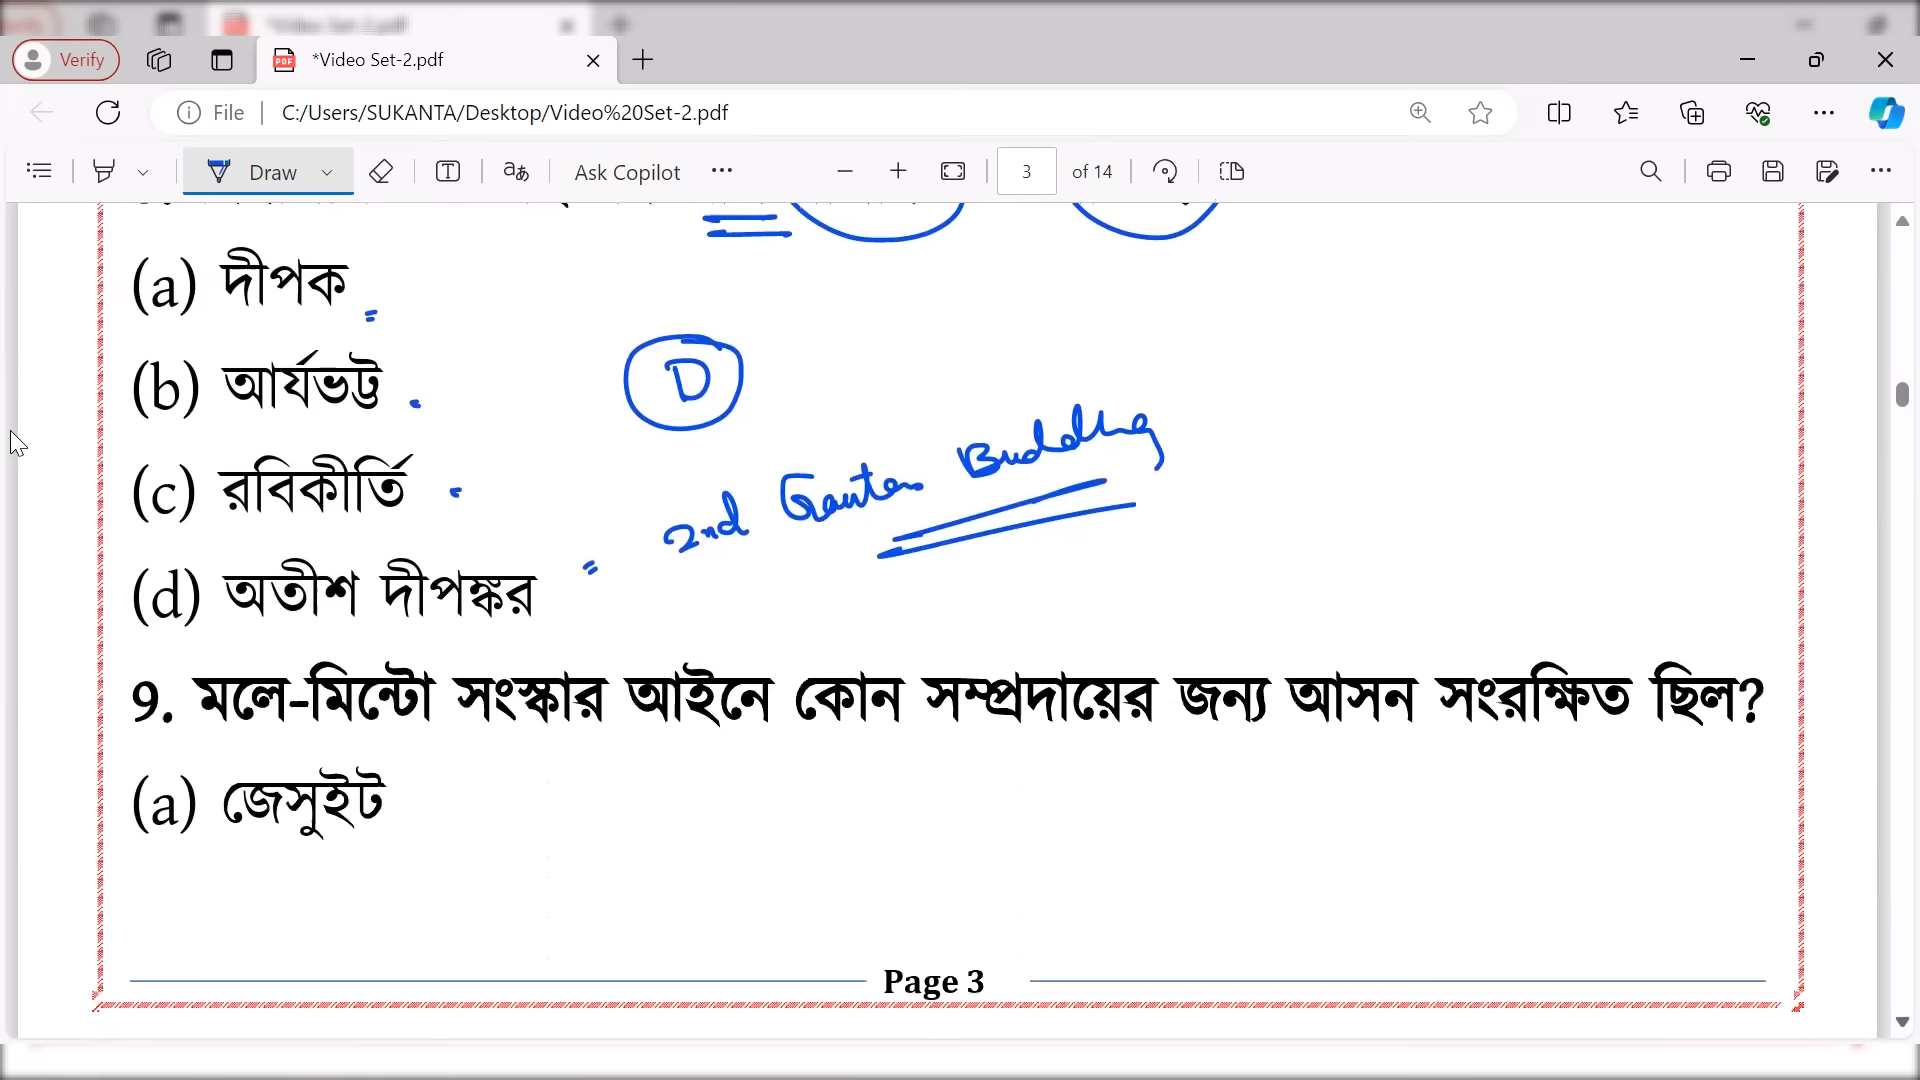 Verify
*Video Set-2.pdf
File
C:/Users/SUKANTA/Desktop/Video%20Set-2.pdf
Draw
Ask Copilot
3 of 14
(a) দীপক
(b) আর্যভট্ট
D
(c) রবিকীর্তি
2nd Gautam Buddha
(d) অতীশ দীপঙ্কর
9. মলে-মিন্টো সংস্কার আইনে কোন সম্প্রদায়ের জন্য আসন সংরক্ষিত ছিল?
(a) জেসুইট
Page 3